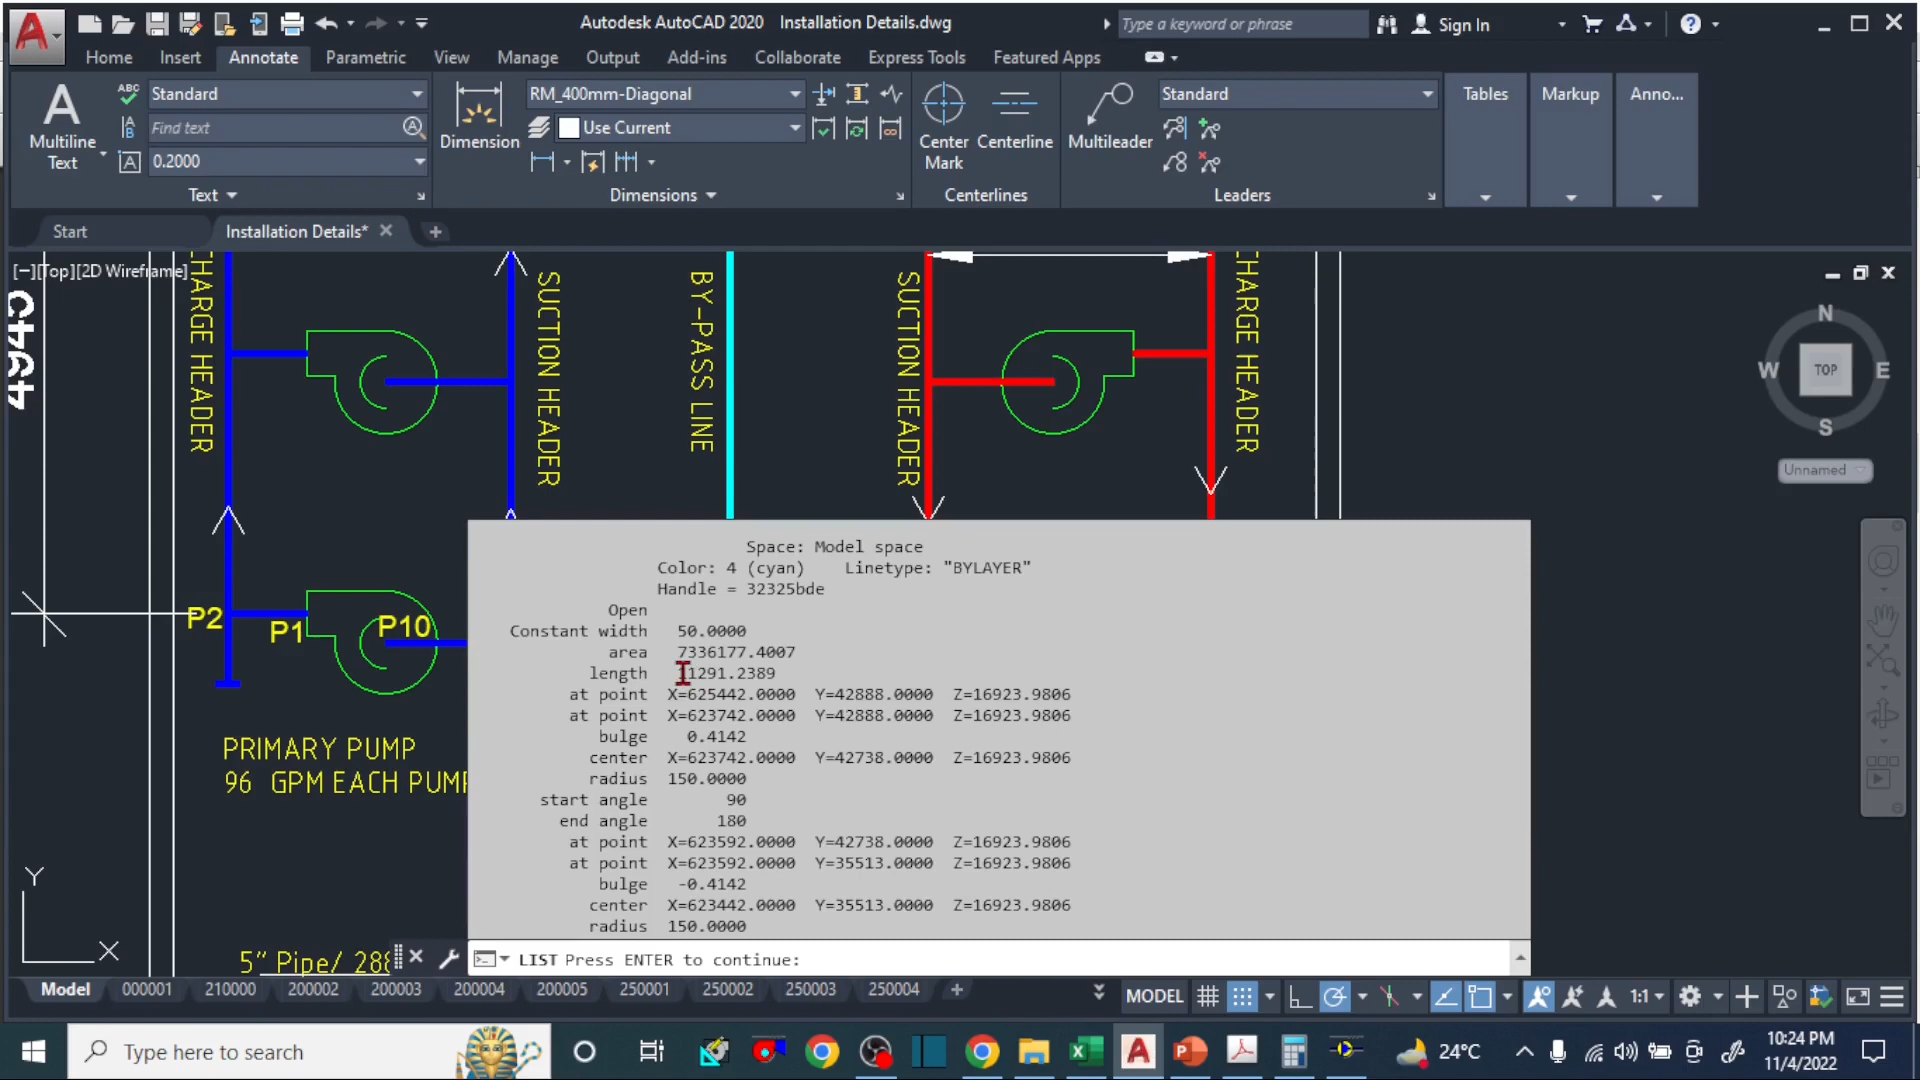 Autodesk AutoCAD 2020 Installation Details.dwg
Type a keyword or phrase
Sign In
Home Insert Annotate Parametric View Manage Output Add-ins Collaborate Express Tools Featured Apps
Multiline
Text
Standard
Find text
0.2000
Text
Dimension
RM_400mm-Diagonal
Use Current
Dimensions
Center
Mark
Centerline
Centerlines
Multileader
Standard
Leaders
Tables
Markup
Anno...
Start
Installation Details*
[−][Top][2D Wireframe]
CHARGE HEADER
SUCTION HEADER
BY-PASS LINE
SUCTION HEADER
CHARGE HEADER
N
W
TOP
E
S
Unnamed
P2
P1
P10
PRIMARY PUMP
96 GPM EACH PUMP
5" Pipe/ 288
Y
X
Space: Model space
Color: 4 (cyan) Linetype: "BYLAYER"
Handle = 32325bde
Open
Constant width 50.0000
area 7336177.4007
length 11291.2389
at point X=625442.0000 Y=42888.0000 Z=16923.9806
at point X=623742.0000 Y=42888.0000 Z=16923.9806
bulge 0.4142
center X=623742.0000 Y=42738.0000 Z=16923.9806
radius 150.0000
start angle 90
end angle 180
at point X=623592.0000 Y=42738.0000 Z=16923.9806
at point X=623592.0000 Y=35513.0000 Z=16923.9806
bulge -0.4142
center X=623442.0000 Y=35513.0000 Z=16923.9806
radius 150.0000
LIST Press ENTER to continue:
Model 000001 210000 200002 200003 200004 200005 250001 250002 250003 250004
MODEL
1:1
Type here to search
24°C
10:24 PM
11/4/2022